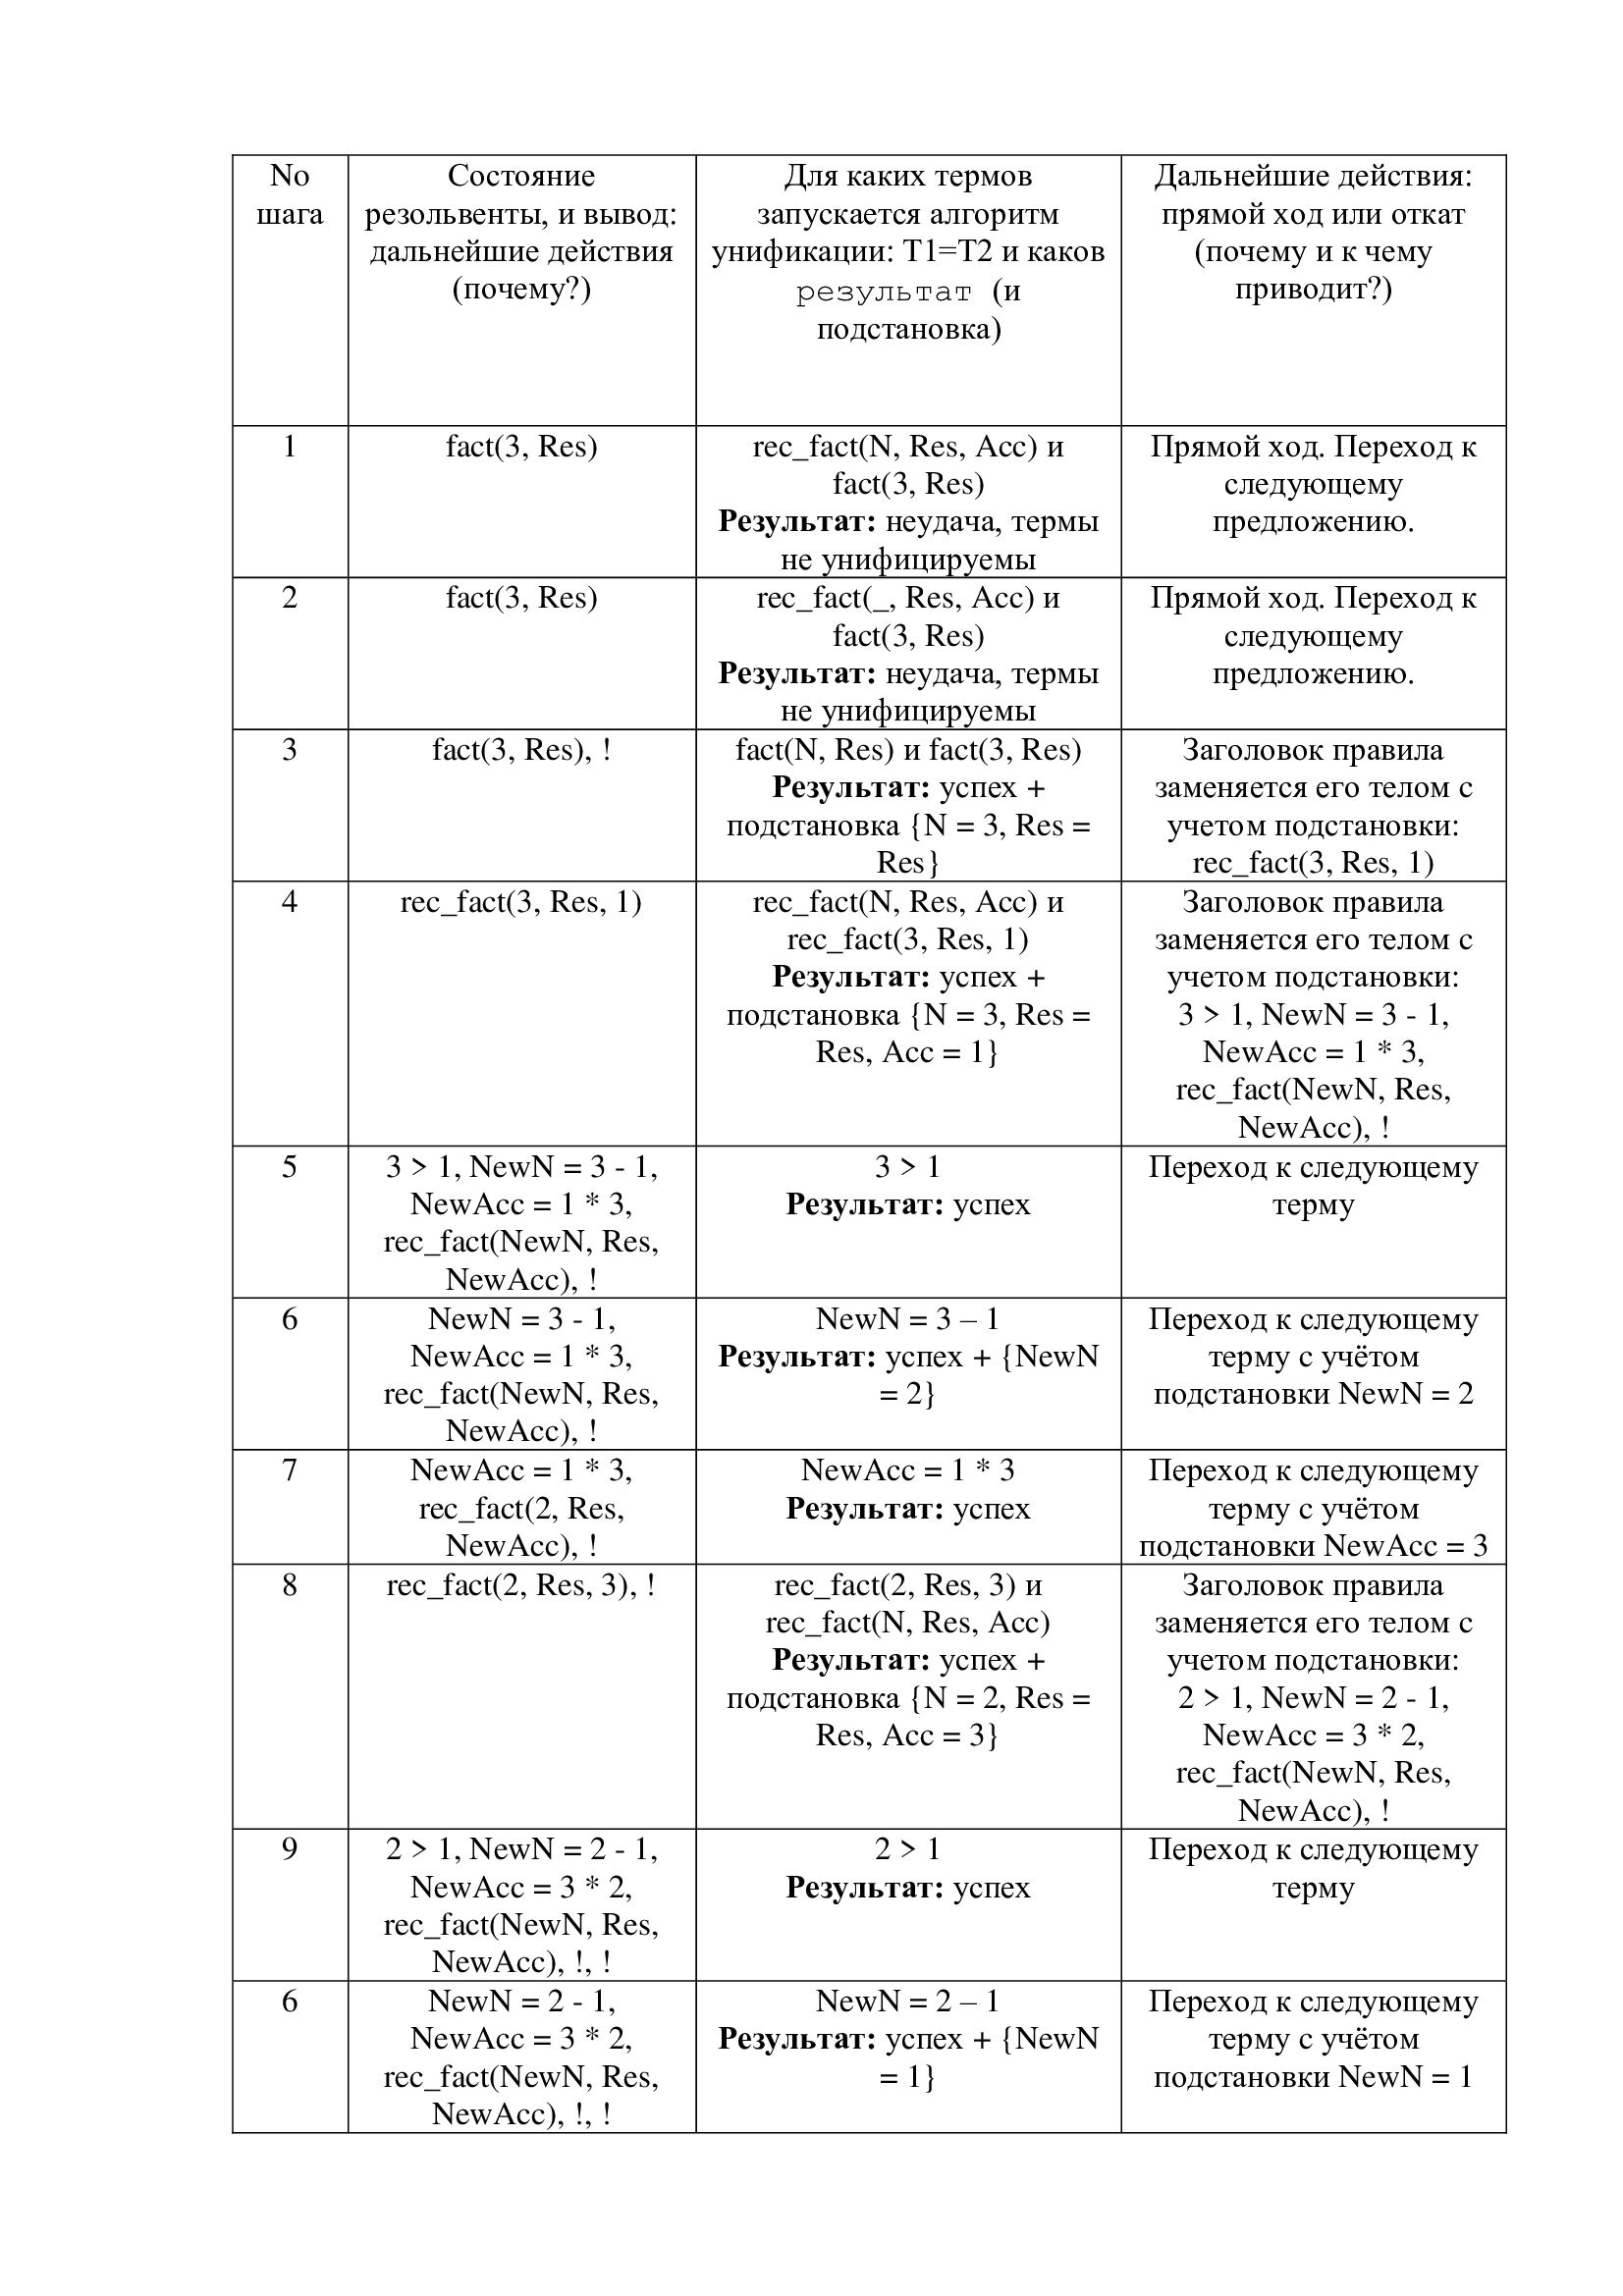 No
шага
Состояние
резольвенты, и вывод:
дальнейшие действия
(почему?)
Для каких термов
запускается алгоритм
унификации: T1=T2 и каков
результат (и
подстановка)
Дальнейшие действия:
прямой ход или откат
(почему и к чему
приводит?)
1
fact(3, Res)
rec_fact(N, Res, Acc) и
fact(3, Res)
Результат: неудача, термы
не унифицируемы
Прямой ход. Переход к
следующему
предложению.
2
fact(3, Res)
rec_fact(_, Res, Acc) и
fact(3, Res)
Результат: неудача, термы
не унифицируемы
Прямой ход. Переход к
следующему
предложению.
3
fact(3, Res), !
fact(N, Res) и fact(3, Res)
Результат: успех +
подстановка {N = 3, Res =
Res}
Заголовок правила
заменяется его телом с
учетом подстановки:
rec_fact(3, Res, 1)
4
rec_fact(3, Res, 1)
rec_fact(N, Res, Acc) и
rec_fact(3, Res, 1)
Результат: успех +
подстановка {N = 3, Res =
Res, Acc = 1}
Заголовок правила
заменяется его телом с
учетом подстановки:
3 > 1, NewN = 3 - 1,
NewAcc = 1 * 3,
rec_fact(NewN, Res,
NewAcc), !
5
3 > 1, NewN = 3 - 1,
NewAcc = 1 * 3,
rec_fact(NewN, Res,
NewAcc), !
3 > 1
Результат: успех
Переход к следующему
терму
6
NewN = 3 - 1,
NewAcc = 1 * 3,
rec_fact(NewN, Res,
NewAcc), !
NewN = 3 – 1
Результат: успех + {NewN
= 2}
Переход к следующему
терму с учётом
подстановки NewN = 2
7
NewAcc = 1 * 3,
rec_fact(2, Res,
NewAcc), !
NewAcc = 1 * 3
Результат: успех
Переход к следующему
терму с учётом
подстановки NewAcc = 3
8
rec_fact(2, Res, 3), !
rec_fact(2, Res, 3) и
rec_fact(N, Res, Acc)
Результат: успех +
подстановка {N = 2, Res =
Res, Acc = 3}
Заголовок правила
заменяется его телом с
учетом подстановки:
2 > 1, NewN = 2 - 1,
NewAcc = 3 * 2,
rec_fact(NewN, Res,
NewAcc), !
9
2 > 1, NewN = 2 - 1,
NewAcc = 3 * 2,
rec_fact(NewN, Res,
NewAcc), !, !
2 > 1
Результат: успех
Переход к следующему
терму
6
NewN = 2 - 1,
NewAcc = 3 * 2,
rec_fact(NewN, Res,
NewAcc), !, !
NewN = 2 – 1
Результат: успех + {NewN
= 1}
Переход к следующему
терму с учётом
подстановки NewN = 1